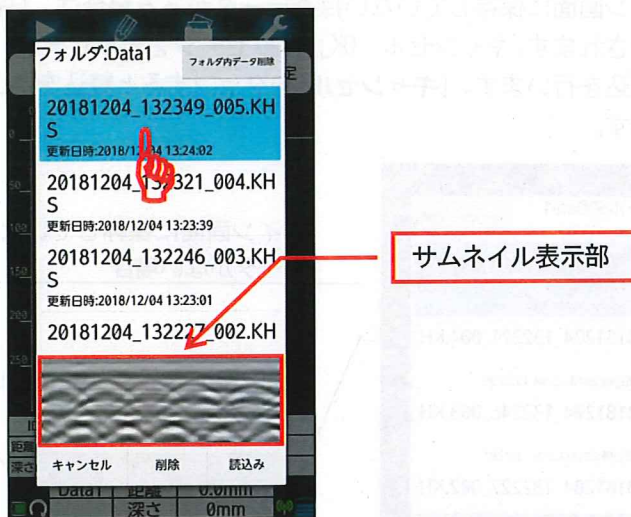 フォルダ:Data1
フォルダ内データ削除
定
20181204_132349_005.KH
S
更新日時:2018/12/04 13:24:02
20181204_132321_004.KH
S
更新日時:2018/12/04 13:23:39
20181204_132246_003.KH
S
更新日時:2018/12/04 13:23:01
20181204_132227_002.KH
サムネイル表示部
キャンセル 削除 読込み
Data1 距離 0.0mm
深さ 0mm